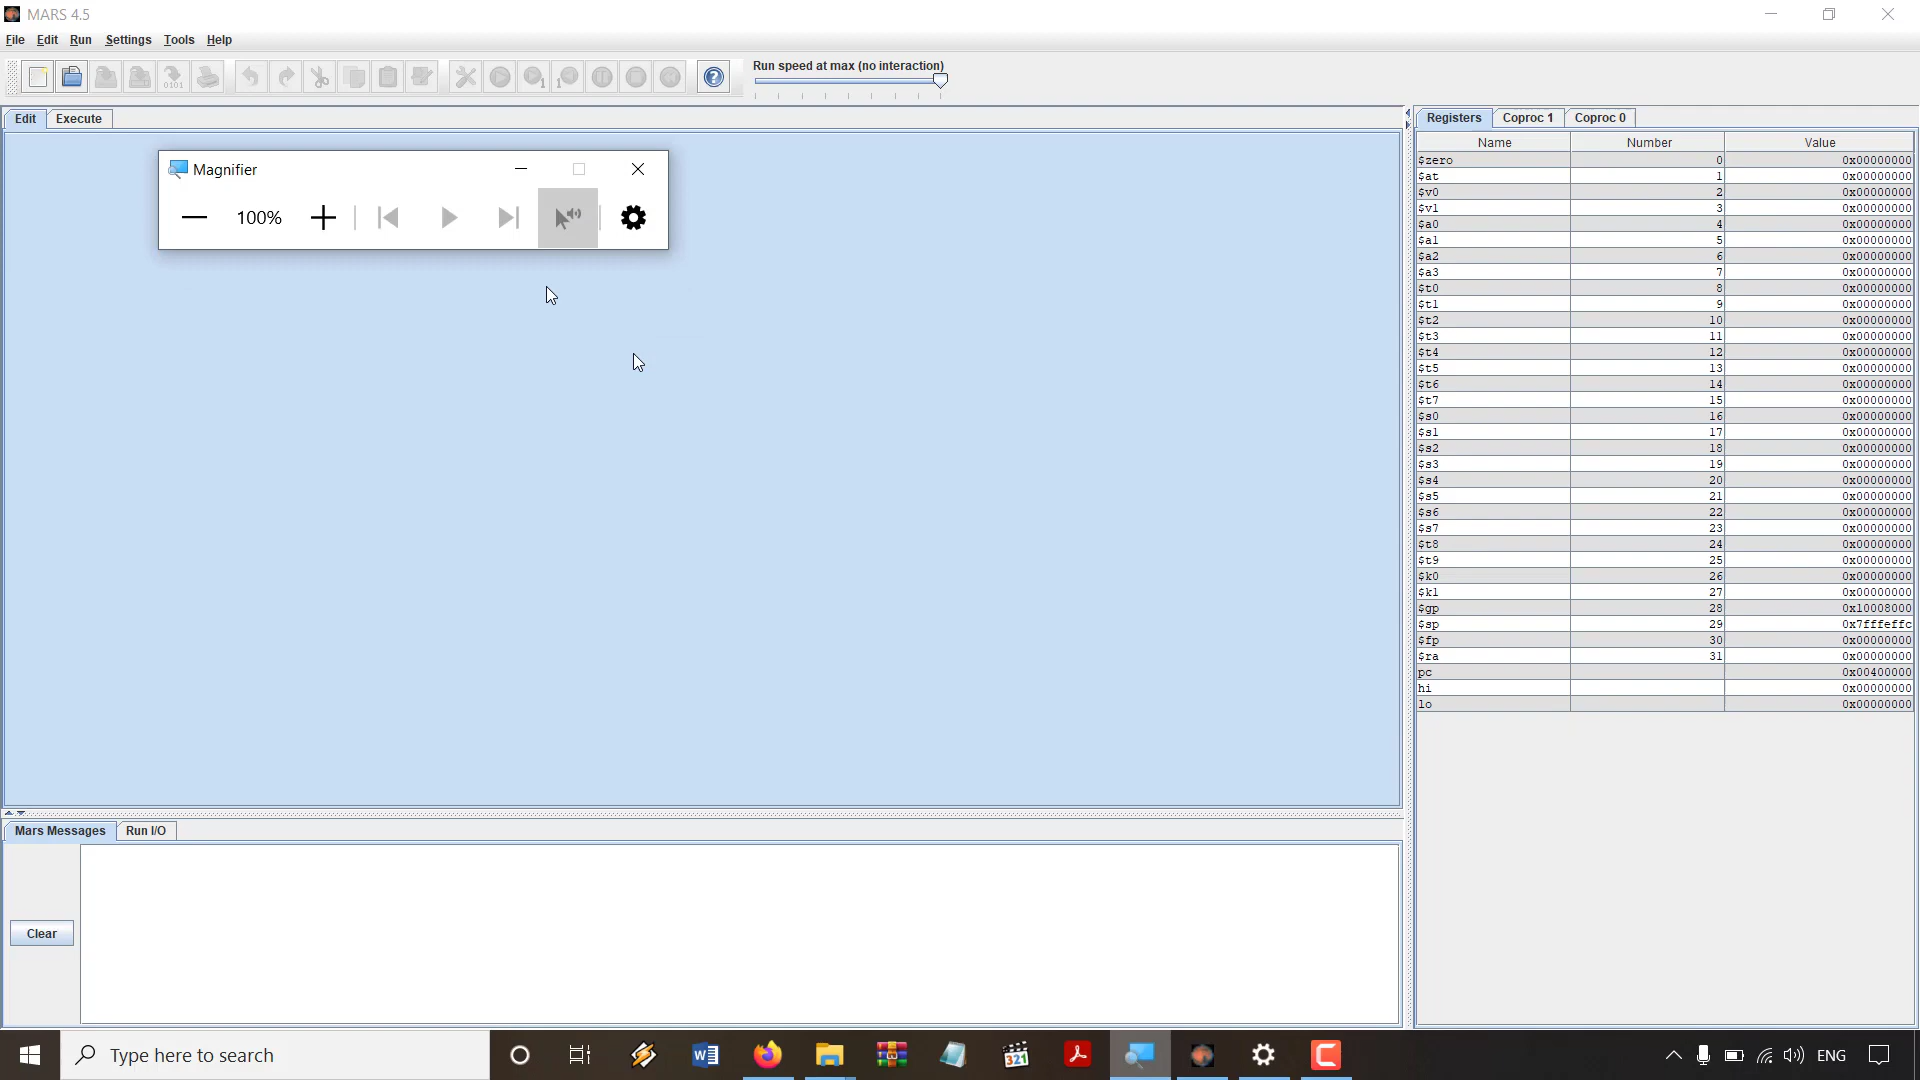 MARS 4.5
File Edit Run Settings Tools Help
Run speed at max (no interaction)
Edit Execute
Magnifier
100%
Registers Coproc 1 Coproc 0
Name Number Value
$zero 0 0x00000000
$at 1 0x00000000
$v0 2 0x00000000
$v1 3 0x00000000
$a0 4 0x00000000
$a1 5 0x00000000
$a2 6 0x00000000
$a3 7 0x00000000
$t0 8 0x00000000
$t1 9 0x00000000
$t2 10 0x00000000
$t3 11 0x00000000
$t4 12 0x00000000
$t5 13 0x00000000
$t6 14 0x00000000
$t7 15 0x00000000
$s0 16 0x00000000
$s1 17 0x00000000
$s2 18 0x00000000
$s3 19 0x00000000
$s4 20 0x00000000
$s5 21 0x00000000
$s6 22 0x00000000
$s7 23 0x00000000
$t8 24 0x00000000
$t9 25 0x00000000
$k0 26 0x00000000
$k1 27 0x00000000
$gp 28 0x10008000
$sp 29 0x7fffeffc
$fp 30 0x00000000
$ra 31 0x00000000
pc 0x00400000
hi 0x00000000
lo 0x00000000
Mars Messages Run I/O
Clear
Type here to search
321
ENG